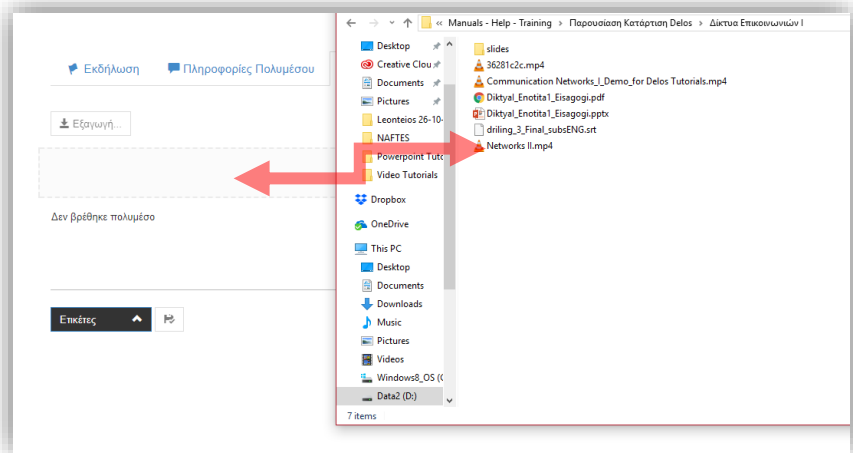 « Manuals - Help - Training > Παρουσίαση Κατάρτιση Delos > Δίκτυα Επικοινωνιών Ι
Εκδήλωση
Πληροφορίες Πολυμέσου
Εξαγωγή...
Δεν βρέθηκε πολυμέσο
Ετικέτες
Desktop
Creative Clou
Documents
Pictures
Leonteios 26-10-
NAFTES
Powerpoint Tuto
Video Tutorials
Dropbox
OneDrive
This PC
Desktop
Documents
Downloads
Music
Pictures
Videos
Windows8_OS (C
Data2 (D:)
7 items
slides
36281c2c.mp4
Communication Networks_I_Demo_for Delos Tutorials.mp4
Diktyal_Enotita1_Eisagogi.pdf
Diktyal_Enotita1_Eisagogi.pptx
driling_3_Final_subsENG.srt
Networks II.mp4